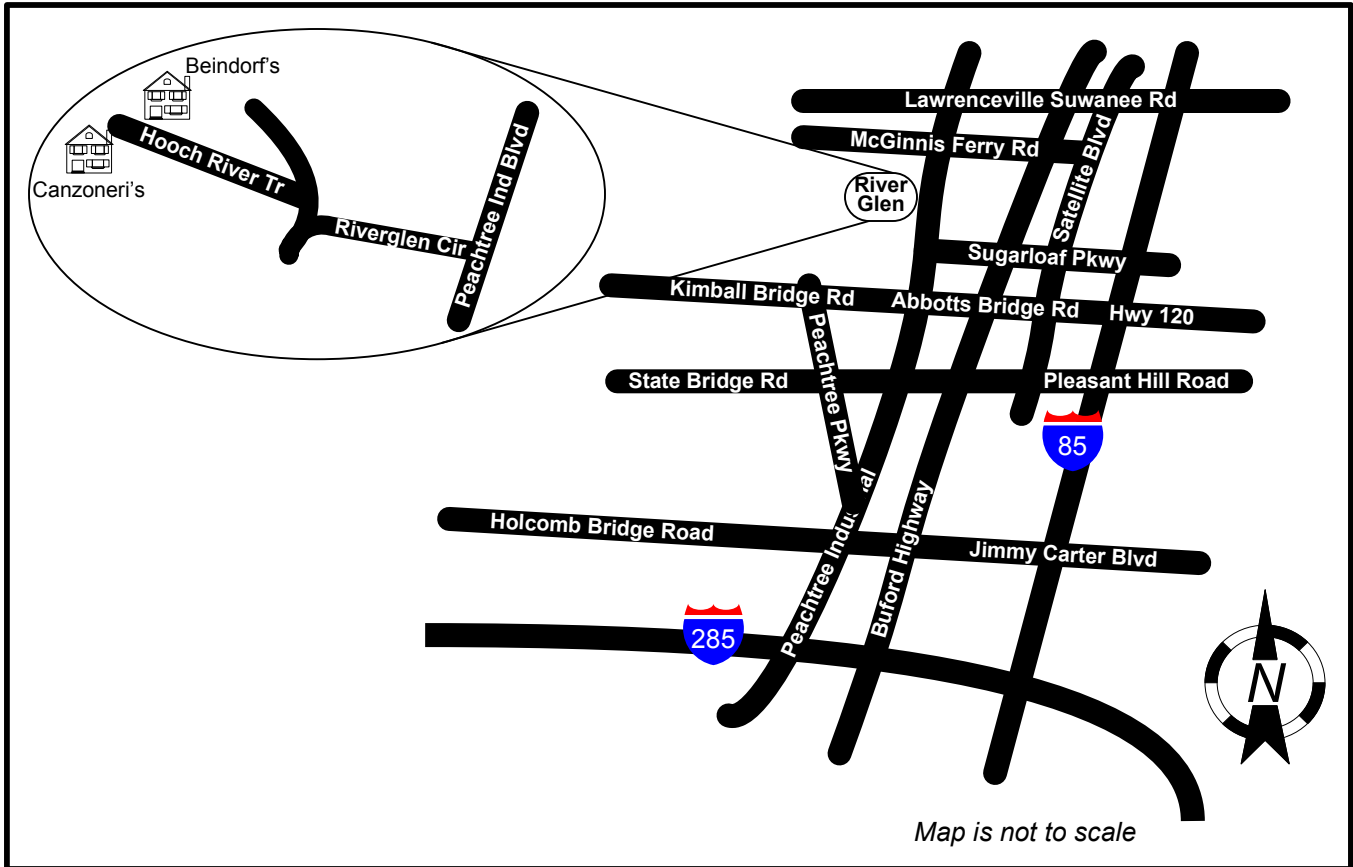 Beindorf's
Hooch River Tr
Canzoneri's
Riverglen Cir
Peachtree Ind Blvd
Lawrenceville Suwanee Rd
McGinnis Ferry Rd
Satellite Blvd
River
Glen
Sugarloaf Pkwy
Kimball Bridge Rd
Abbotts Bridge Rd
Hwy 120
Peachtree Pkwy
State Bridge Rd
Pleasant Hill Road
85
Holcomb Bridge Road
Peachtree
Buford Highway
Jimmy Carter Blvd
285
N
Map is not to scale